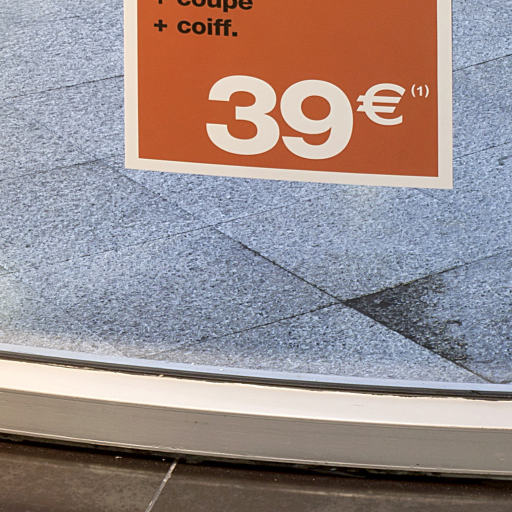 + coupe
+ coiff.
39€(1)